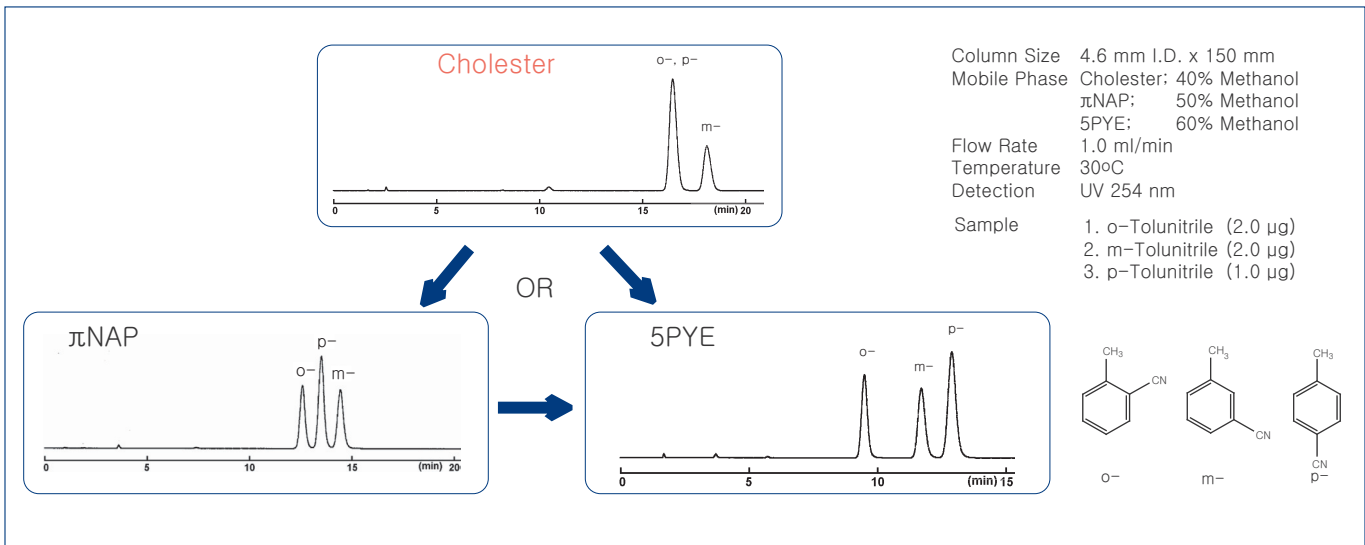 Cholester
o-, p-
m-
0 5 10 15 (min) 20
Column Size 4.6 mm I.D. x 150 mm
Mobile Phase Cholester; 40% Methanol
πNAP; 50% Methanol
5PYE; 60% Methanol
Flow Rate 1.0 ml/min
Temperature 30ºC
Detection UV 254 nm
Sample 1. o-Tolunitrile (2.0 µg)
2. m-Tolunitrile (2.0 µg)
3. p-Tolunitrile (1.0 µg)
OR
πNAP
p-
o- m-
0 5 10 15 (min) 20
5PYE
p-
o-
m-
0 5 10 (min) 15
CH3
CN
o-
CH3
CN
m-
CH3
CN
p-